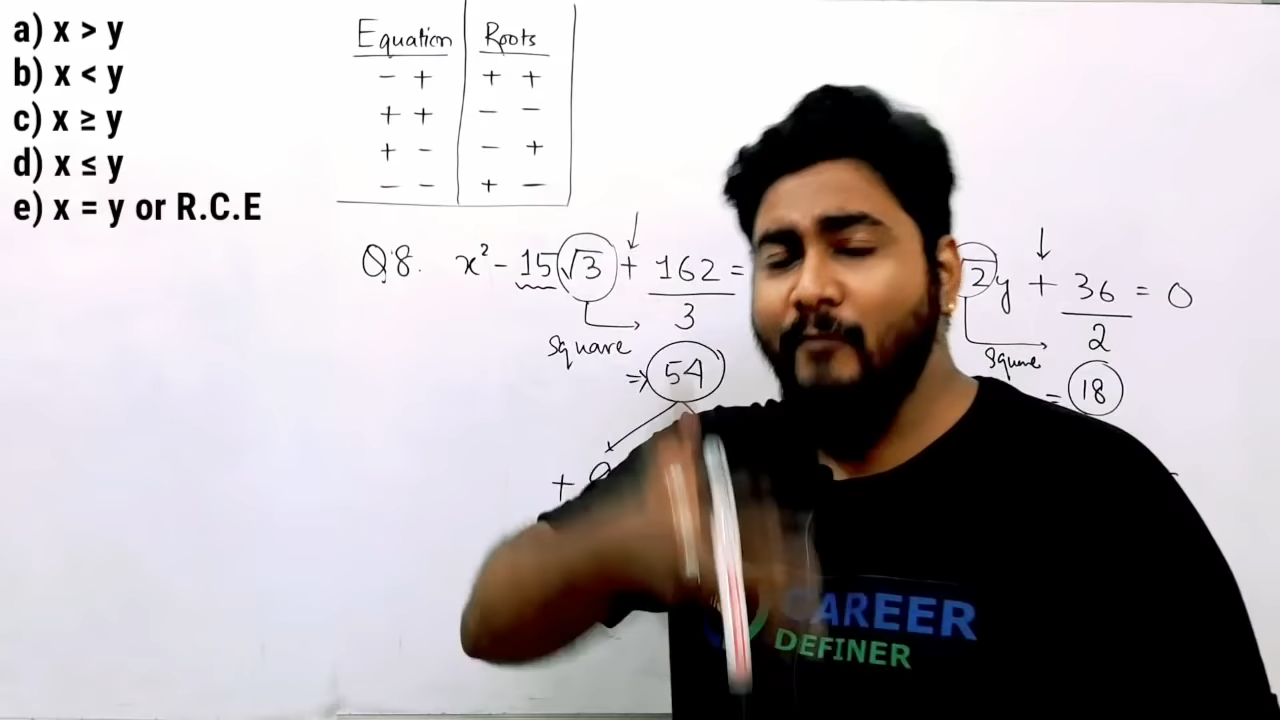 a) x > y
b) x < y
c) x ≥ y
d) x ≤ y
e) x = y or R.C.E
Equation Roots
- + + +
+ + - -
+ - - +
- - + -
Q8. x² - 15√3 + 162 =
3
square
⇒ 54
+ 9
2 y + 36 = 0
2
square
= 18
CAREER
DEFINER